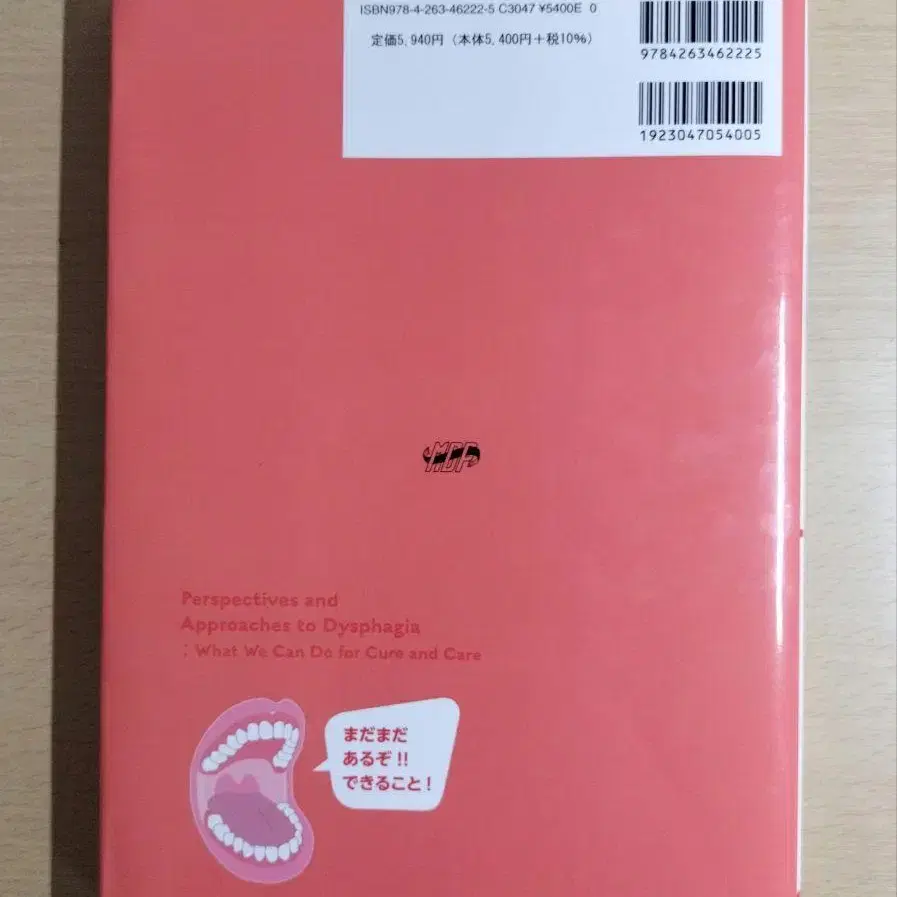 ISBN978-4-263-46222-5 C3047 ¥5400E 0
定価5,940円（本体5,400円＋税10％）
9784263462225
1923047054005
MDP
Perspectives and
Approaches to Dysphagia
: What We Can Do for Cure and Care
まだまだ
あるぞ!!
できること!